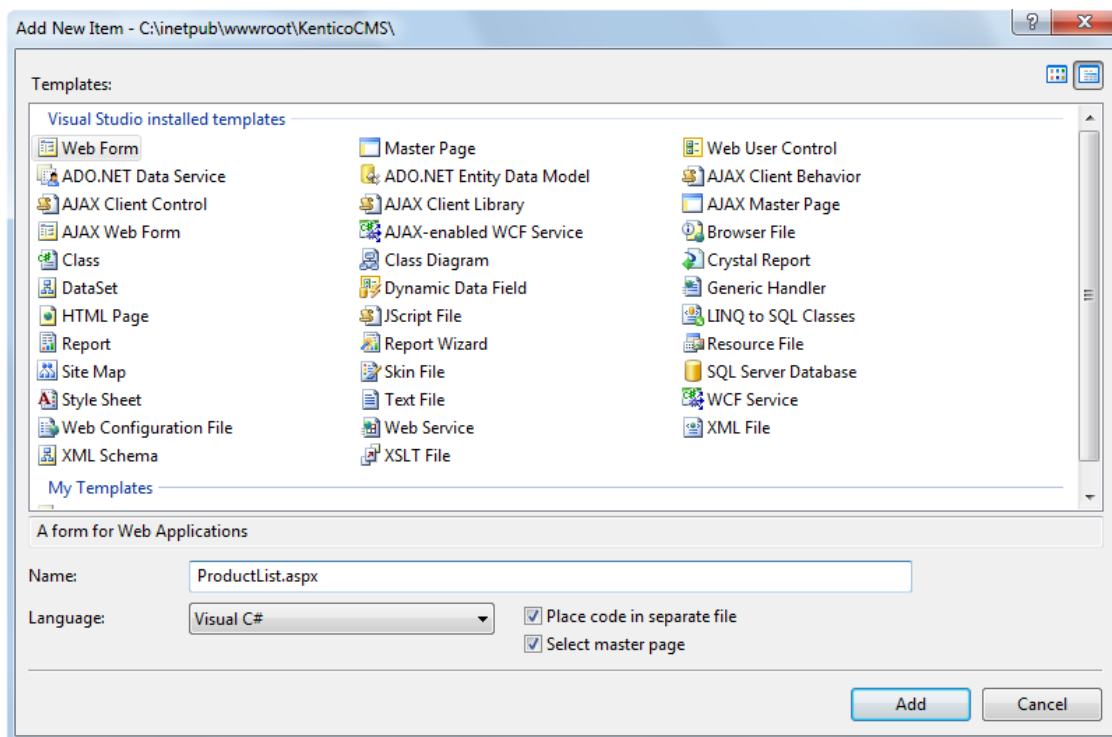 Add New Item - C:\inetpub\wwwroot\KenticoCMS\
Templates:
Visual Studio installed templates
Web Form Master Page Web User Control
ADO.NET Data Service ADO.NET Entity Data Model AJAX Client Behavior
AJAX Client Control AJAX Client Library AJAX Master Page
AJAX Web Form AJAX-enabled WCF Service Browser File
Class Class Diagram Crystal Report
DataSet Dynamic Data Field Generic Handler
HTML Page JScript File LINQ to SQL Classes
Report Report Wizard Resource File
Site Map Skin File SQL Server Database
Style Sheet Text File WCF Service
Web Configuration File Web Service XML File
XML Schema XSLT File
My Templates
A form for Web Applications
Name: ProductList.aspx
Language: Visual C# Place code in separate file
Select master page
Add Cancel